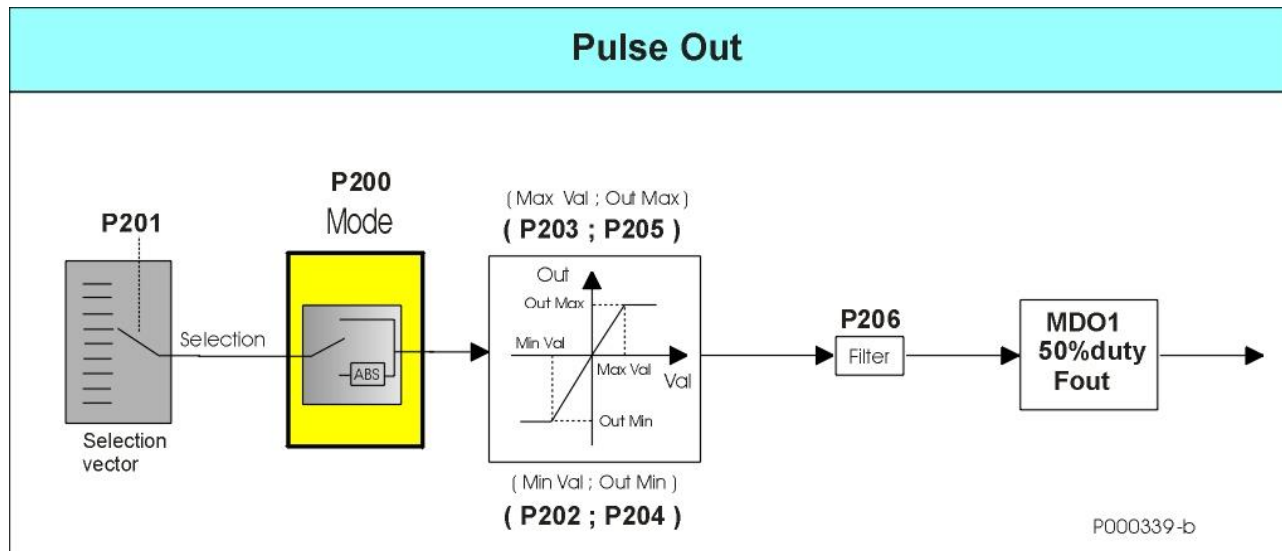 Pulse Out
P201
Selection
Selection
vector
P200
Mode
ABS
( Max Val ; Out Max )
( P203 ; P205 )
Out
Out Max
Min Val
Max Val
Val
Out Min
( Min Val ; Out Min )
( P202 ; P204 )
P206
Filter
MDO1
50%duty
Fout
P000339-b